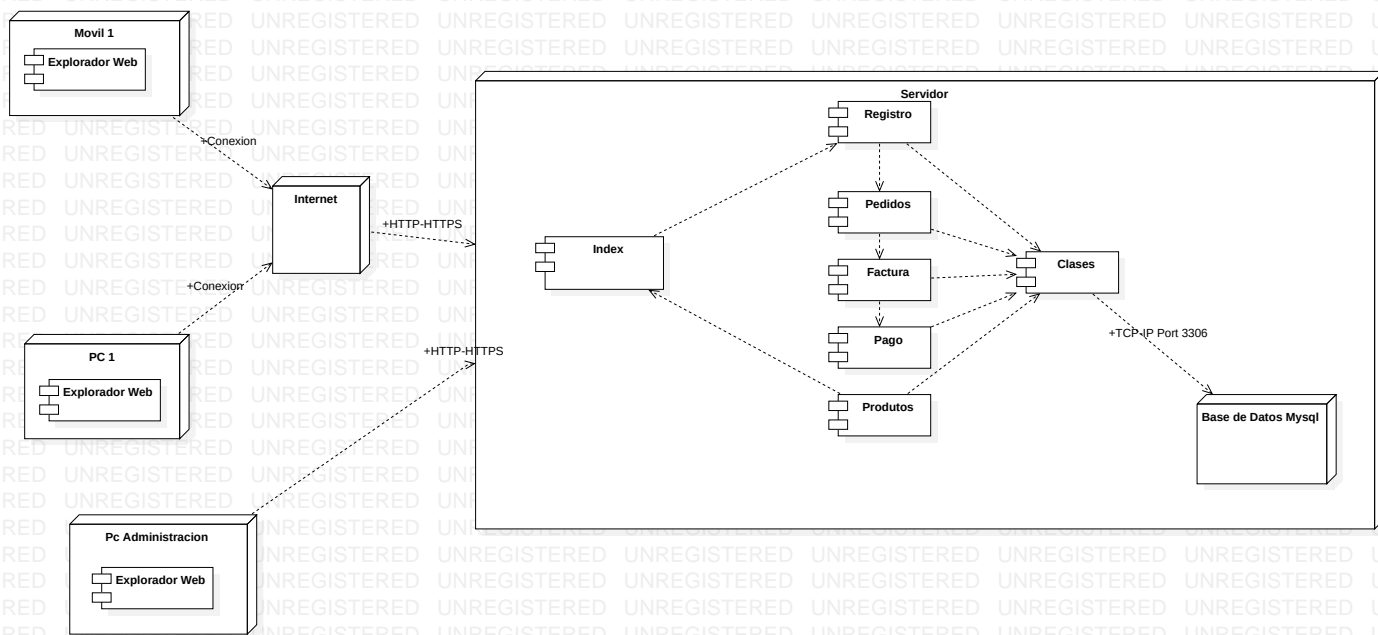 Movil 1
Explorador Web
+Conexion
Internet
+HTTP-HTTPS
+Conexion
PC 1
Explorador Web
+HTTP-HTTPS
Pc Administracion
Explorador Web
Servidor
Registro
Pedidos
Index
Factura
Clases
Pago
+TCP-IP Port 3306
Produtos
Base de Datos Mysql
UNREGISTERED